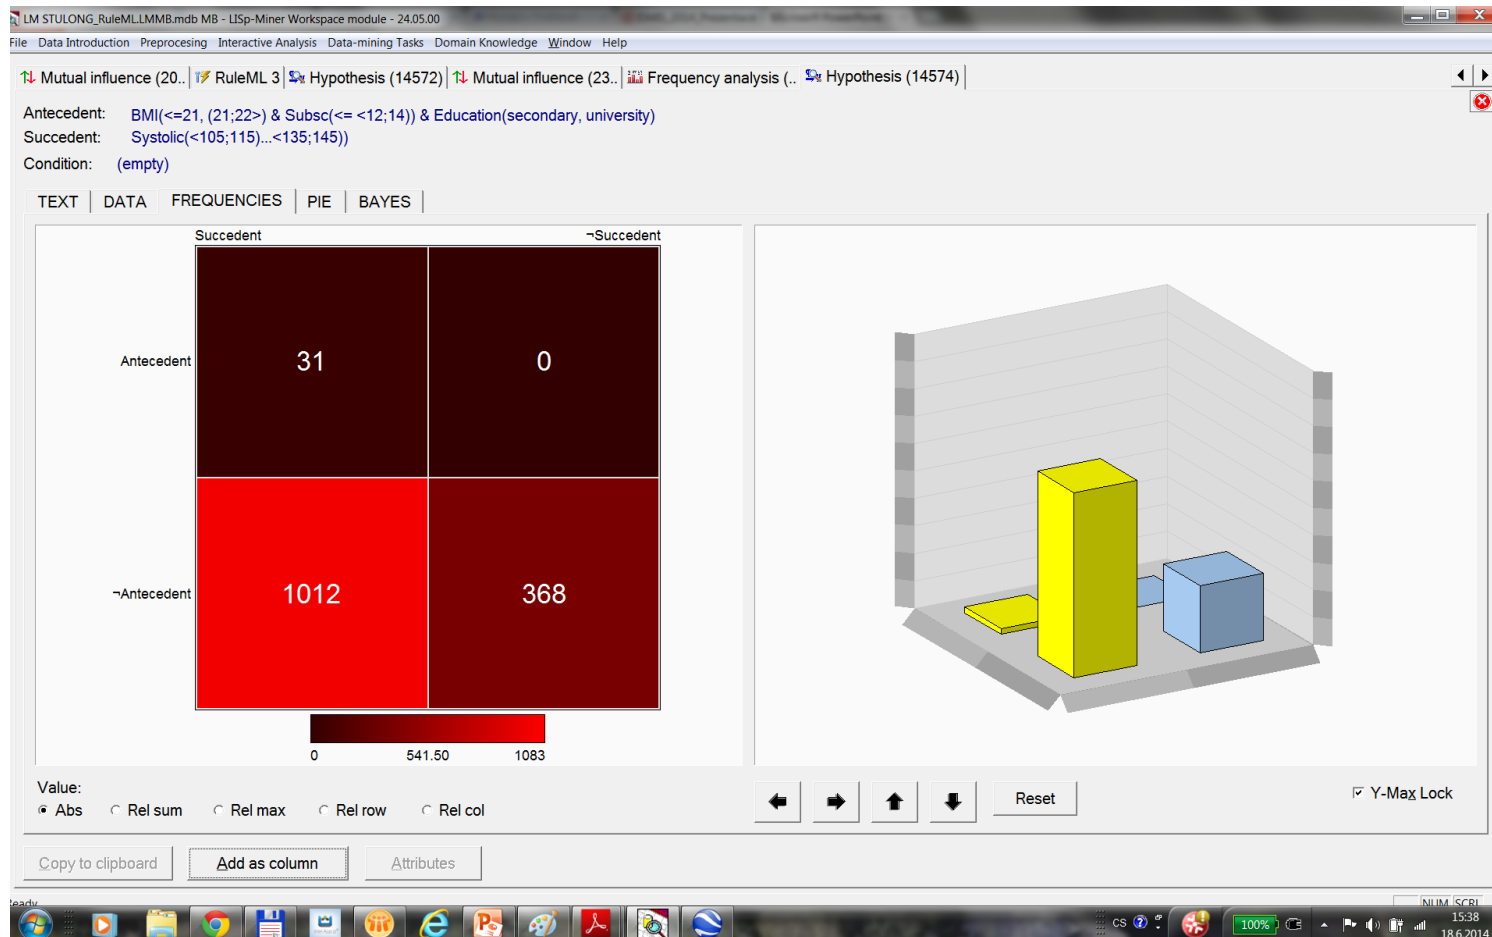 LM STULONG_RuleML.LMMB.mdb MB - LISp-Miner Workspace module - 24.05.00
File Data Introduction Preprocesing Interactive Analysis Data-mining Tasks Domain Knowledge Window Help
Mutual influence (20.. RuleML 3 Hypothesis (14572) Mutual influence (23.. Frequency analysis (.. Hypothesis (14574)
Antecedent: BMI(<=21, (21;22>) & Subsc(<= <12;14)) & Education(secondary, university)
Succedent: Systolic(<105;115)...<135;145))
Condition: (empty)
TEXT DATA FREQUENCIES PIE BAYES
Succedent ¬Succedent
Antecedent 31 0
¬Antecedent 1012 368
0 541.50 1083
Value:
Abs Rel sum Rel max Rel row Rel col
Reset
Y-Max Lock
Copy to clipboard Add as column Attributes
Ready NUM SCRL
CS 100% 15:38
18.6.2014